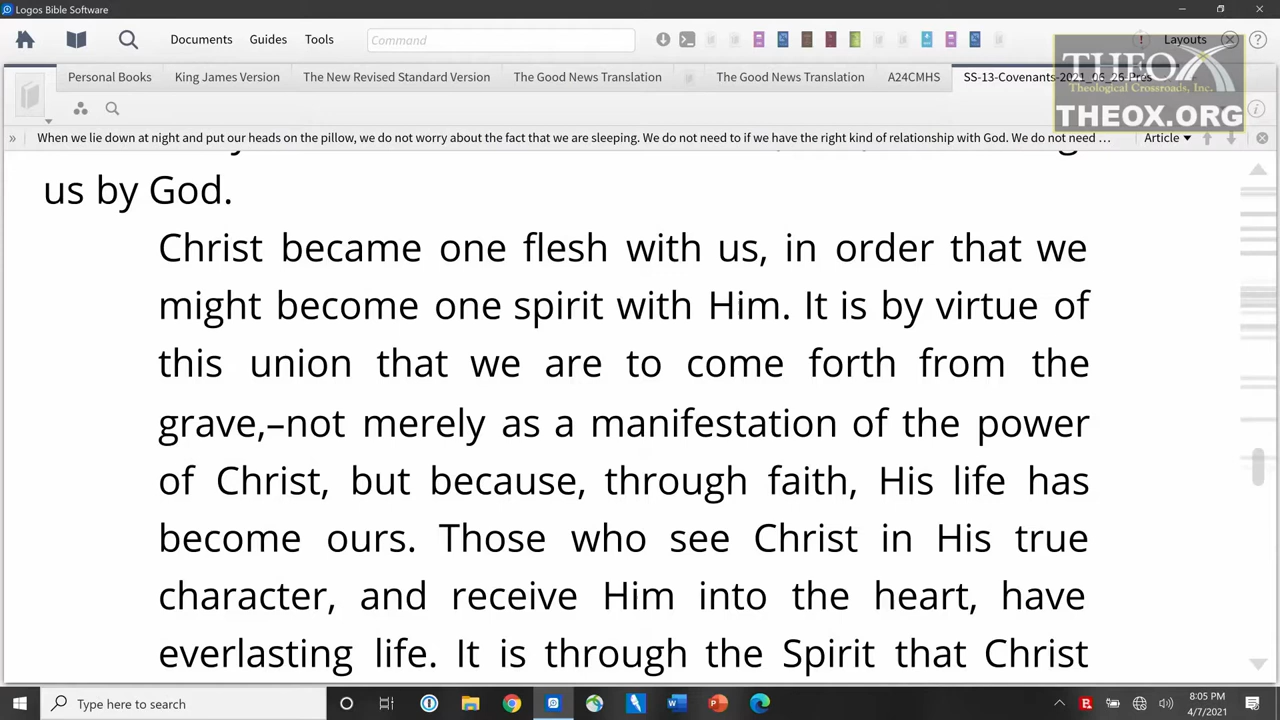 Logos Bible Software
Documents Guides Tools Command Layouts
THEOX
Theological Crossroads, Inc.
THEOX.ORG
Personal Books King James Version The New Revised Standard Version The Good News Translation The Good News Translation A24CMHS SS-13-Covenants-2021_06_26.Pres
» When we lie down at night and put our heads on the pillow, we do not worry about the fact that we are sleeping. We do not need to if we have the right kind of relationship with God. We do not need ... Article
us by God.
Christ became one flesh with us, in order that we
might become one spirit with Him. It is by virtue of
this union that we are to come forth from the
grave,–not merely as a manifestation of the power
of Christ, but because, through faith, His life has
become ours. Those who see Christ in His true
character, and receive Him into the heart, have
everlasting life. It is through the Spirit that Christ
Type here to search
8:05 PM
4/7/2021